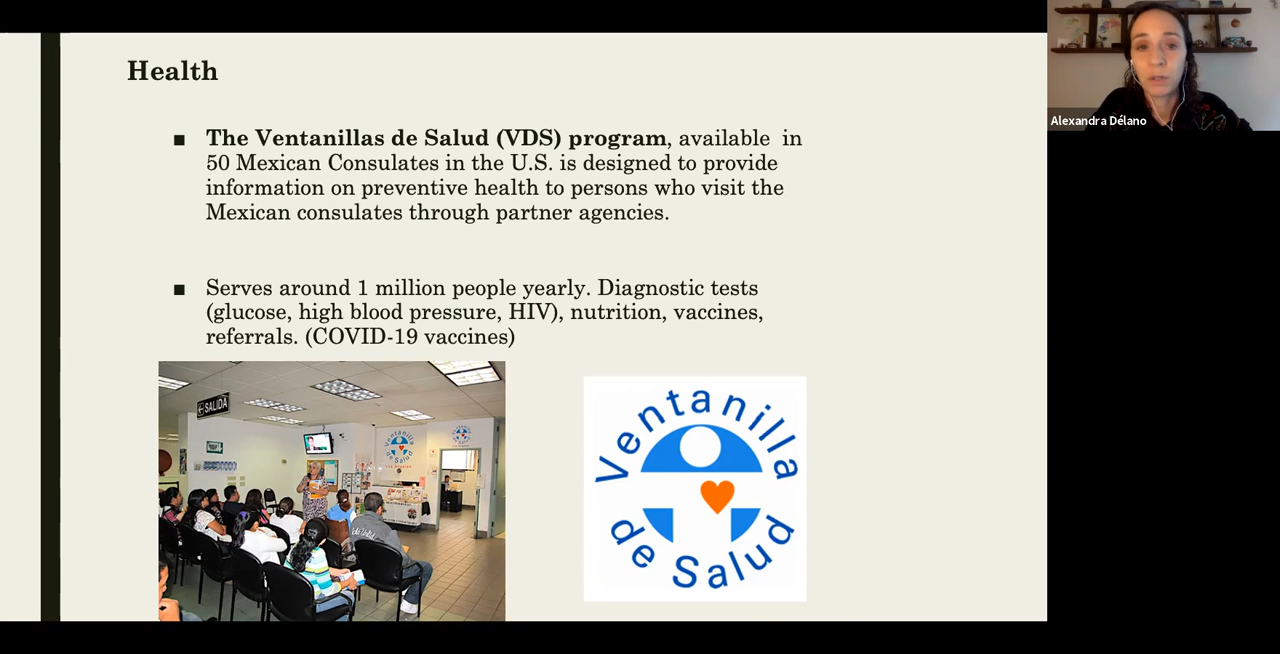 Health
■ The Ventanillas de Salud (VDS) program, available in
50 Mexican Consulates in the U.S. is designed to provide
information on preventive health to persons who visit the
Mexican consulates through partner agencies.
■ Serves around 1 million people yearly. Diagnostic tests
(glucose, high blood pressure, HIV), nutrition, vaccines,
referrals. (COVID-19 vaccines)
SALIDA
Ventanilla
de Salud
Ventanilla
de Salud
Alexandra Délano